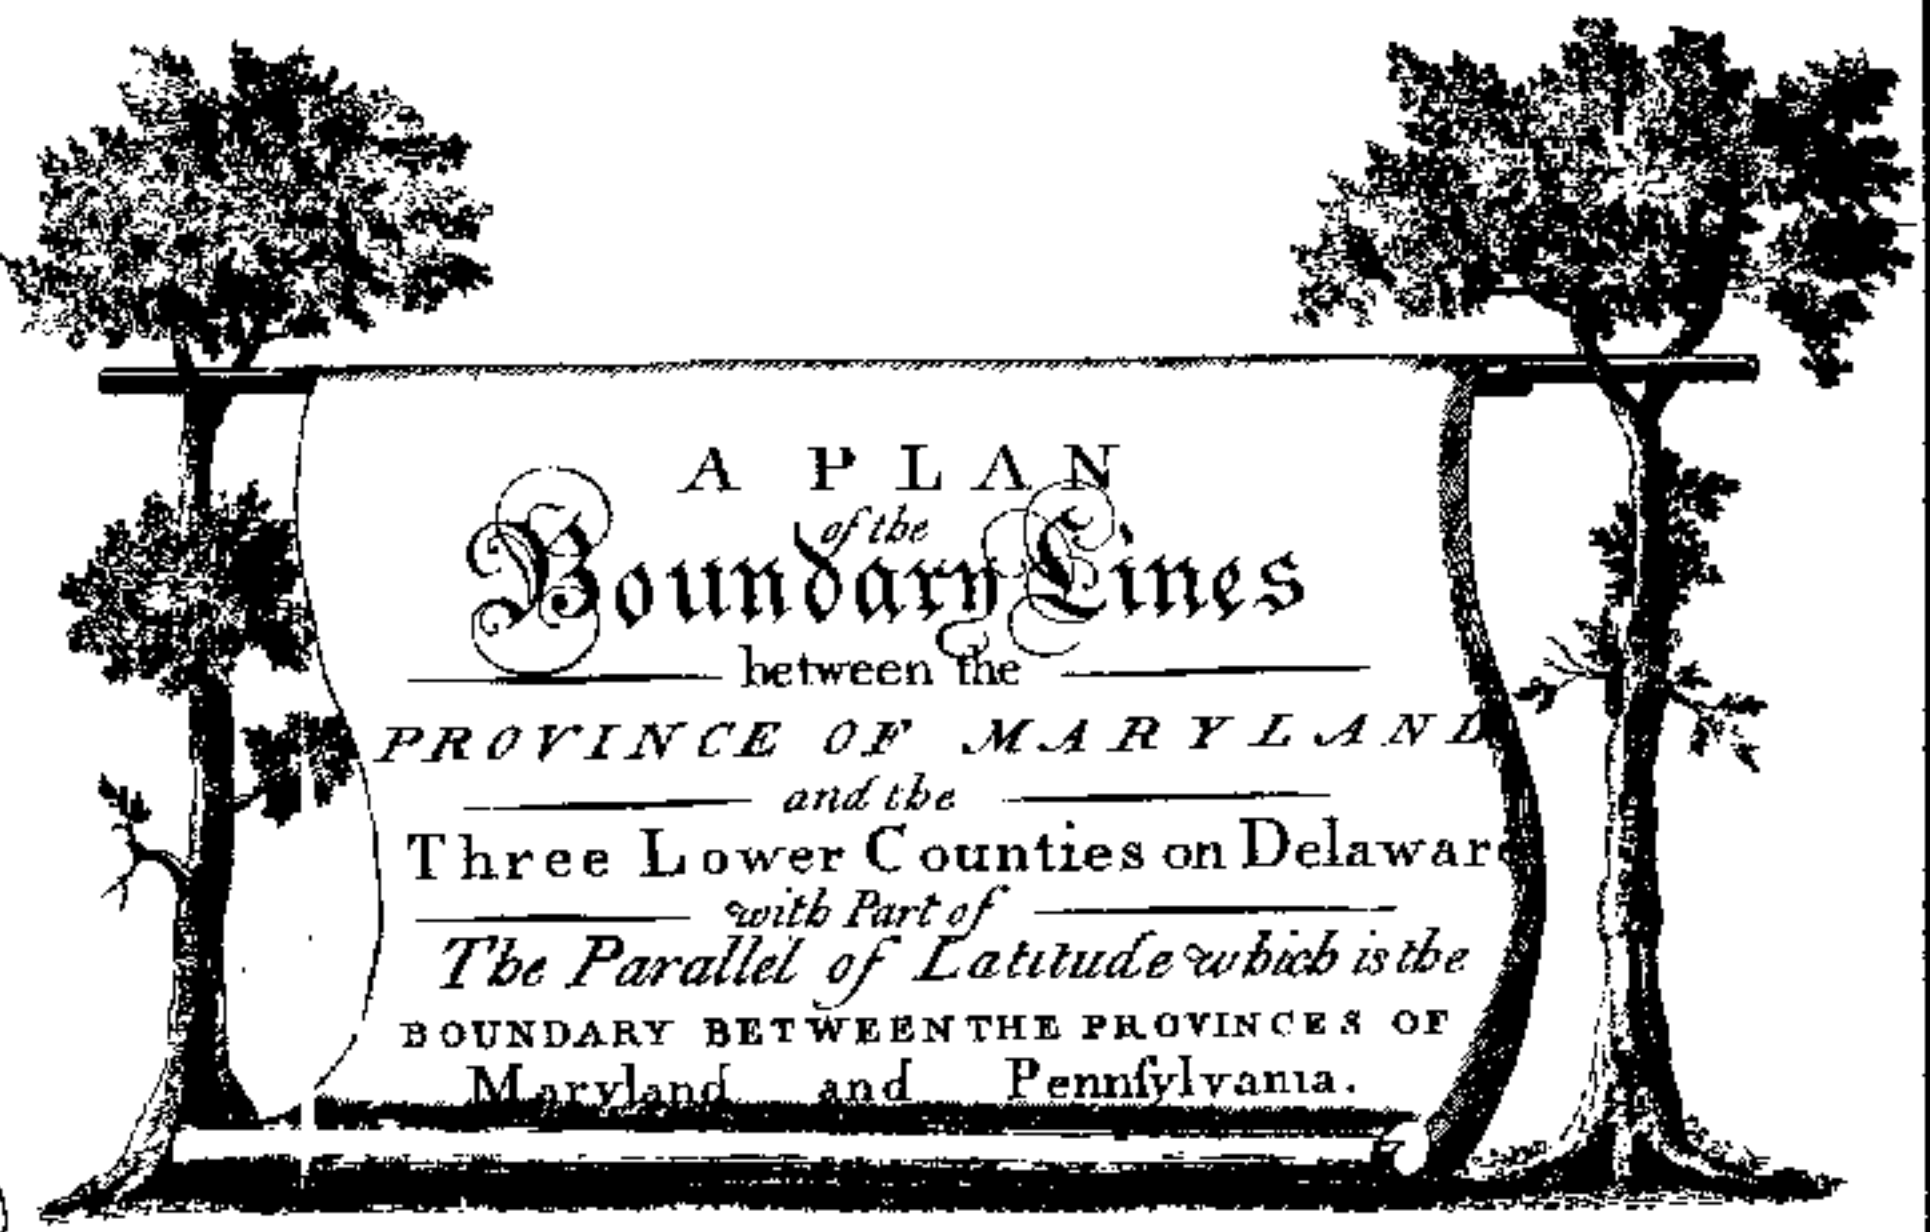 A PLAN
of the
Boundary Lines
between the
PROVINCE OF MARYLAND
and the
Three Lower Counties on Delaware
with Part of
The Parallel of Latitude which is the
BOUNDARY BETWEEN THE PROVINCES OF
Maryland and Pennſylvania.